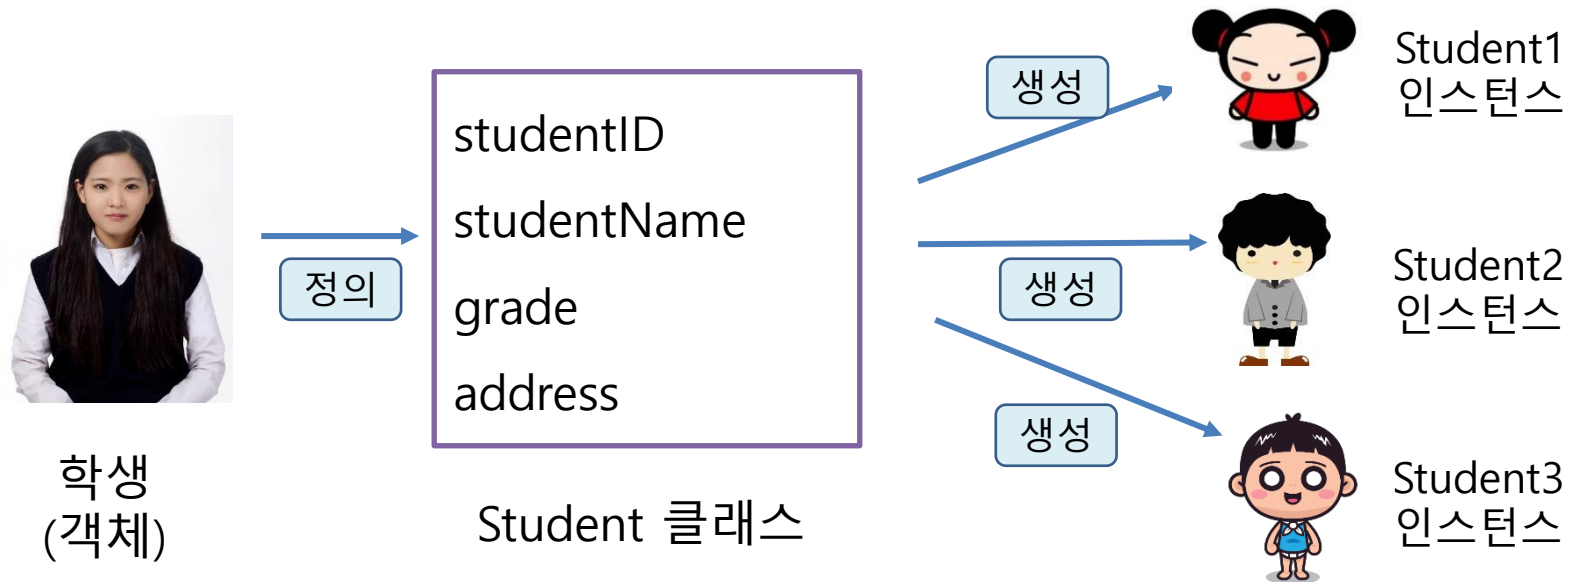 학생
(객체)
정의
studentID
studentName
grade
address
Student 클래스
생성
생성
생성
Student1
인스턴스
Student2
인스턴스
Student3
인스턴스